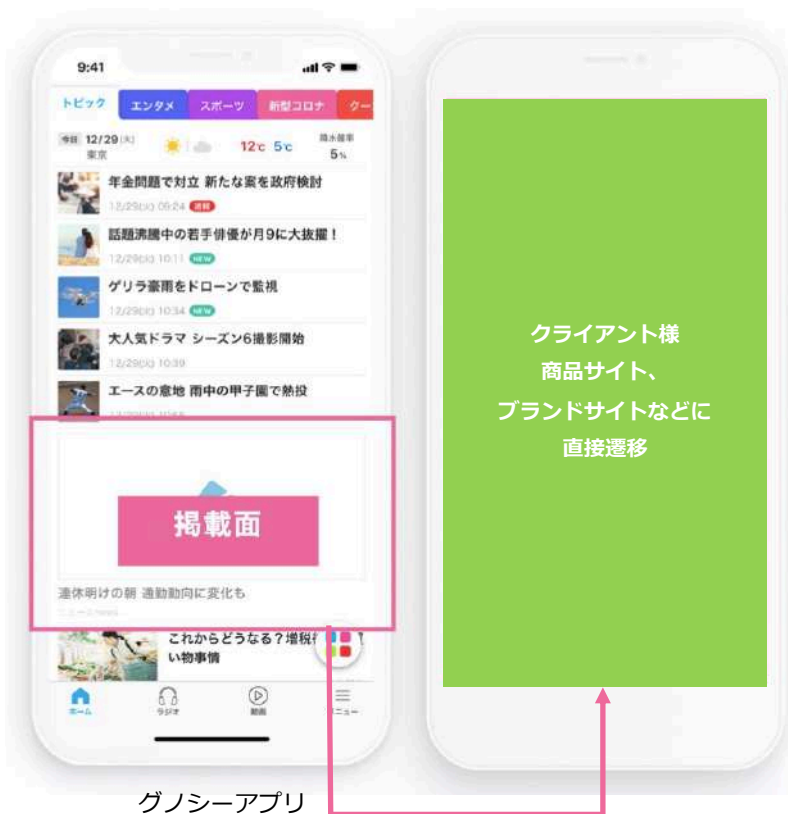 9:41
トピック エンタメ スポーツ 新型コロナ クー
今日 12/29(火) 12℃ 5℃ 降水確率
東京 5%
年金問題で対立 新たな案を政府検討
12/29(火) 09:24 速報
話題沸騰中の若手俳優が月9に大抜擢！
12/29(火) 10:11 NEW
ゲリラ豪雨をドローンで監視
12/29(火) 10:34 NEW
大人気ドラマ シーズン6撮影開始
12/29(火) 10:39
エースの意地 雨中の甲子園で熱投
掲載面
連休明けの朝 通勤動向に変化も
これからどうなる？増税
い物事情
ホーム ラジオ 動画 メニュー
グノシーアプリ
クライアント様
商品サイト、
ブランドサイトなどに
直接遷移